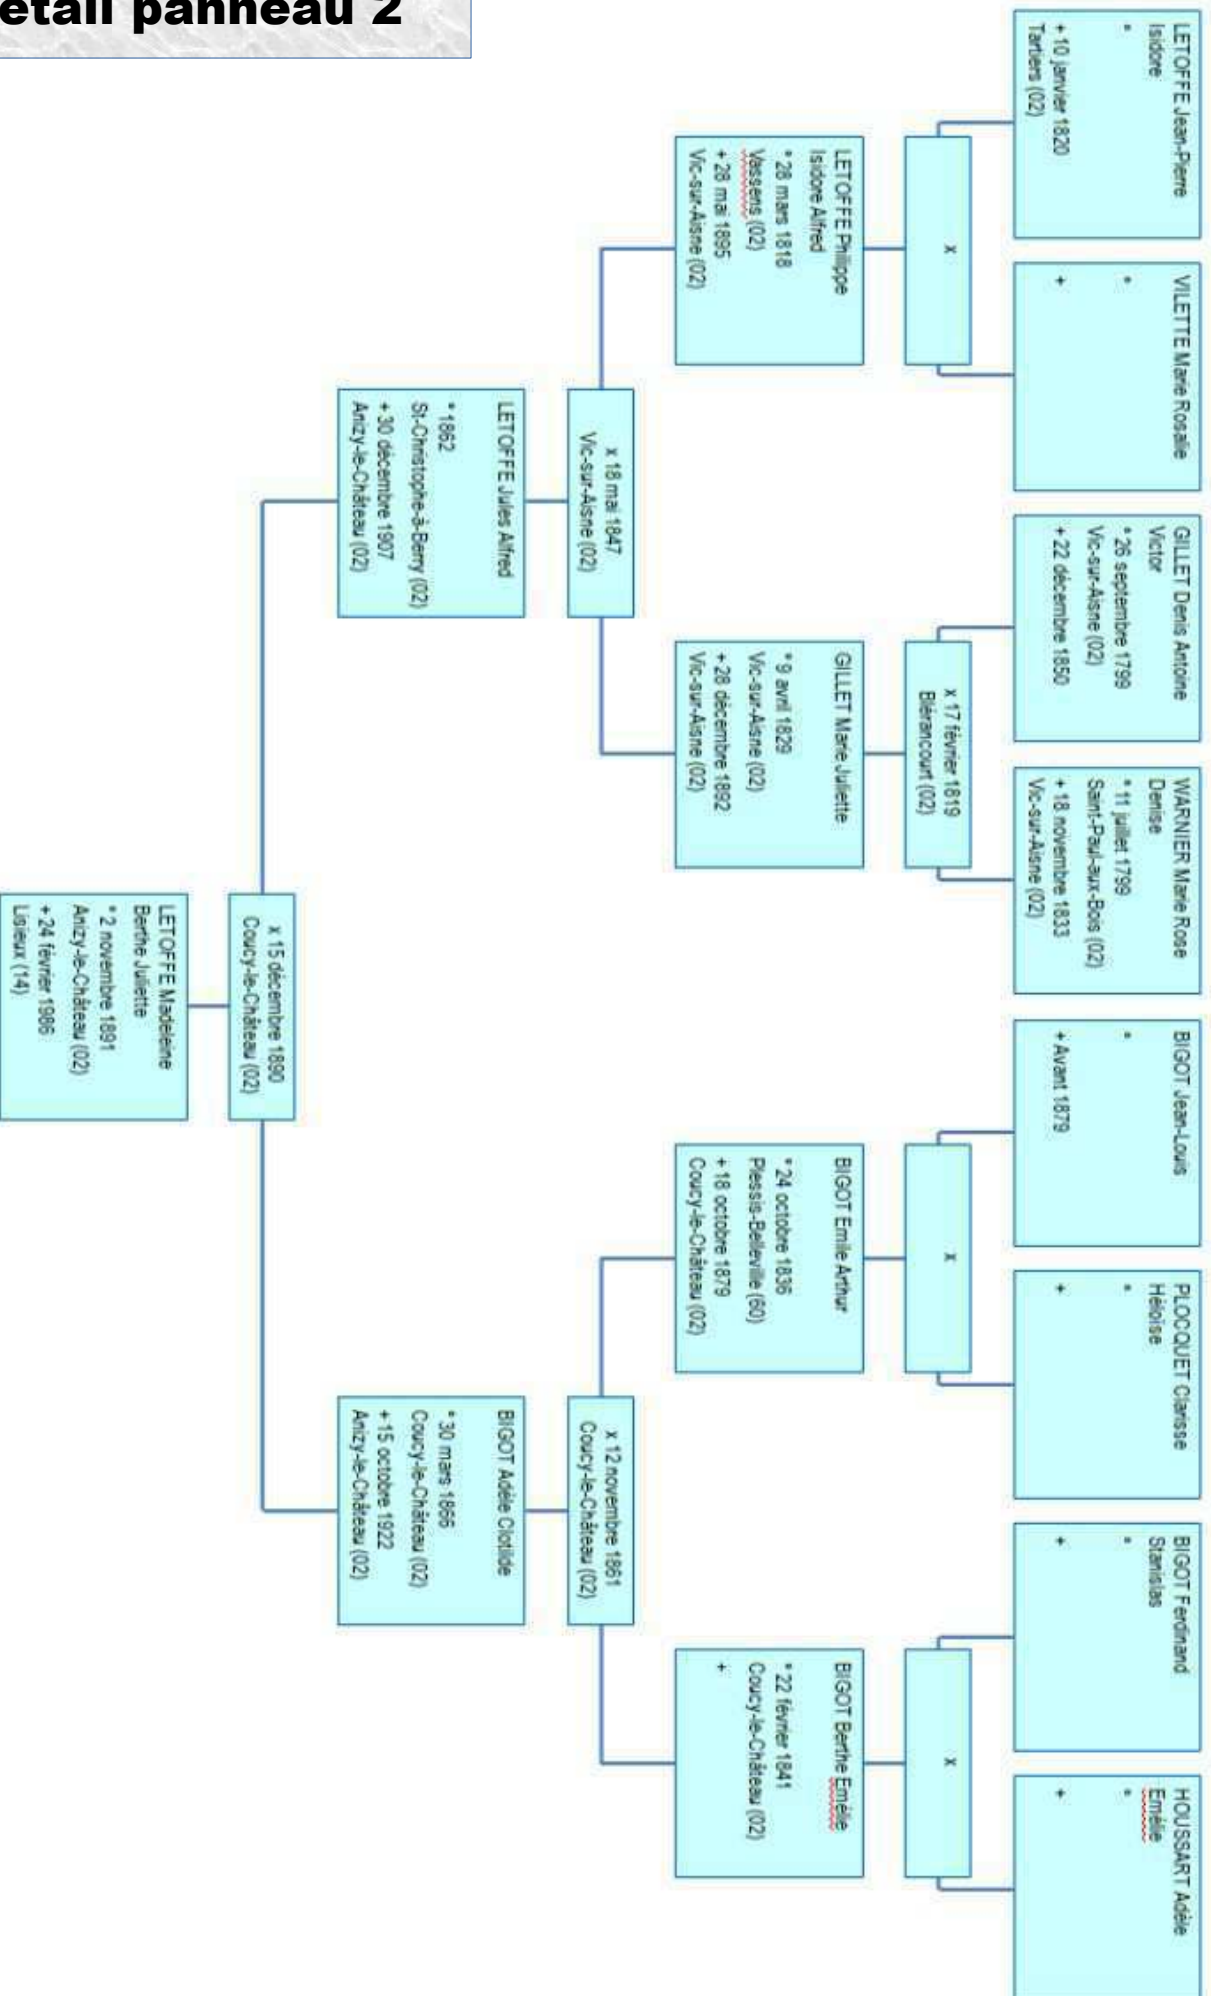 étail panneau 2
LETOFFE Jean-Pierre
Isidore
*
+ 10 janvier 1820
Tartiers (02)
VILETTE Marie Rosalie
*
+
GILLET Denis Antoine
Victor
* 26 septembre 1799
Vic-sur-Aisne (02)
+ 22 décembre 1850
WARNIER Marie Rose
Denise
* 11 juillet 1799
Saint-Paul-aux-Bois (02)
+ 18 novembre 1833
Vic-sur-Aisne (02)
BIGOT Jean-Louis
*
+ Avant 1879
PLOCQUET Clarisse
Héloïse
*
+
BIGOT Ferdinand
Stanislas
*
+
HOUSSART Adèle
Emélie
*
+
x
x 17 février 1819
Blérancourt (02)
x
x
LETOFFE Philippe
Isidore Alfred
* 28 mars 1818
Vassens (02)
+ 28 mai 1895
Vic-sur-Aisne (02)
GILLET Marie Juliette
* 9 avril 1829
Vic-sur-Aisne (02)
+ 28 décembre 1892
Vic-sur-Aisne (02)
BIGOT Emile Arthur
* 24 octobre 1836
Plessis-Belleville (60)
+ 18 octobre 1879
Coucy-le-Château (02)
BIGOT Berthe Emélie
* 22 février 1841
Coucy-le-Château (02)
+
x 18 mai 1847
Vic-sur-Aisne (02)
x 12 novembre 1861
Coucy-le-Château (02)
LETOFFE Jules Alfred
* 1862
St-Christophe-à-Berry (02)
+ 30 décembre 1907
Anizy-le-Château (02)
BIGOT Adèle Clotilde
* 30 mars 1866
Coucy-le-Château (02)
+ 15 octobre 1922
Anizy-le-Château (02)
x 15 décembre 1890
Coucy-le-Château (02)
LETOFFE Madeleine
Berthe Juliette
* 2 novembre 1891
Anizy-le-Château (02)
+ 24 février 1986
Lisieux (14)